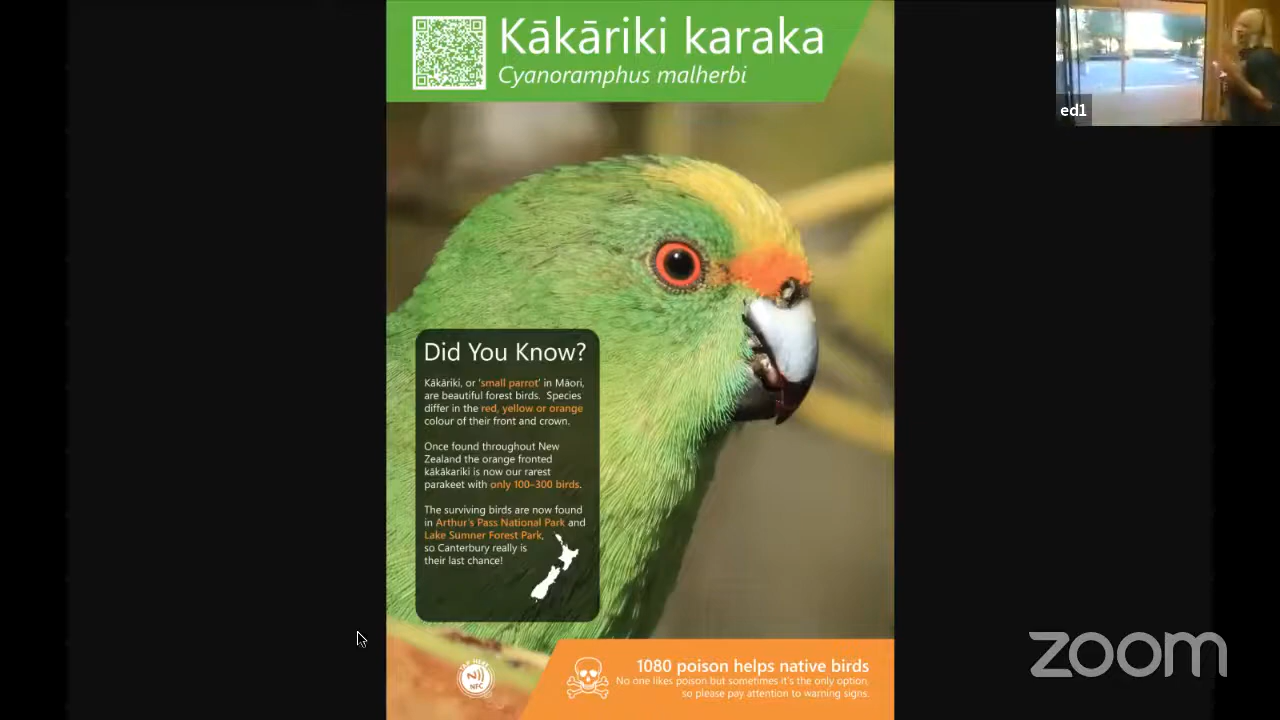 Kākāriki karaka
Cyanoramphus malherbi
ed1
Did You Know?
Kākāriki, or 'small parrot' in Māori,
are beautiful forest birds. Species
differ in the red, yellow or orange
colour of their front and crown.
Once found throughout New
Zealand the orange fronted
kākākariki is now our rarest
parakeet with only 100–300 birds.
The surviving birds are now found
in Arthur's Pass National Park and
Lake Sumner Forest Park,
so Canterbury really is
their last chance!
TAP HERE
NFC
1080 poison helps native birds
No one likes poison but sometimes it's the only option,
so please pay attention to warning signs.
zoom